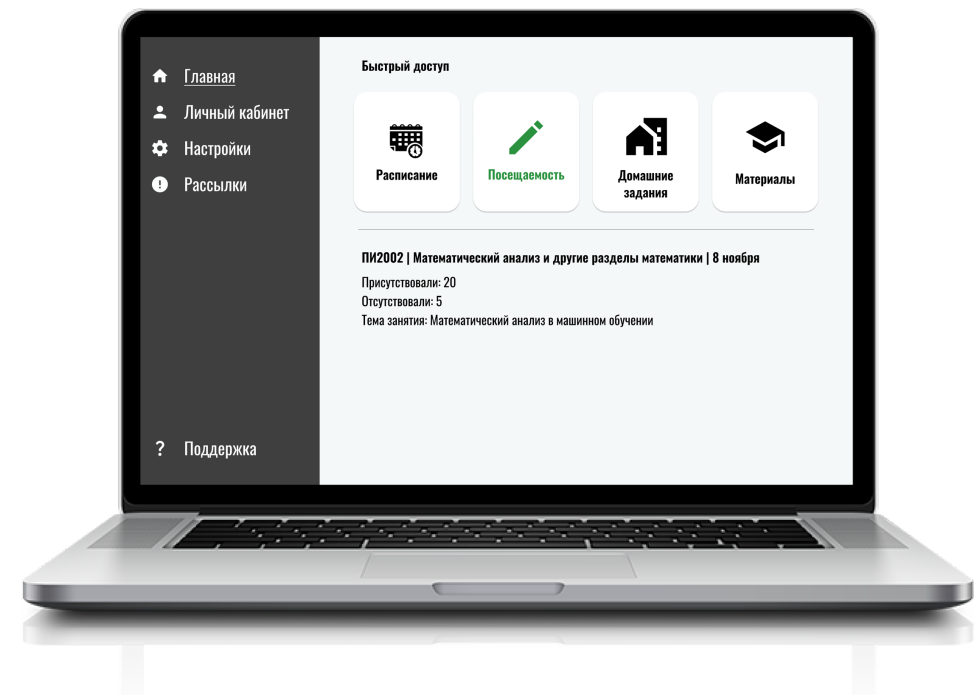 Главная
Личный кабинет
Настройки
Рассылки
? Поддержка
Быстрый доступ
Расписание
Посещаемость
Домашние
задания
Материалы
ПИ2002 | Математический анализ и другие разделы математики | 8 ноября
Присутствовали: 20
Отсутствовали: 5
Тема занятия: Математический анализ в машинном обучении